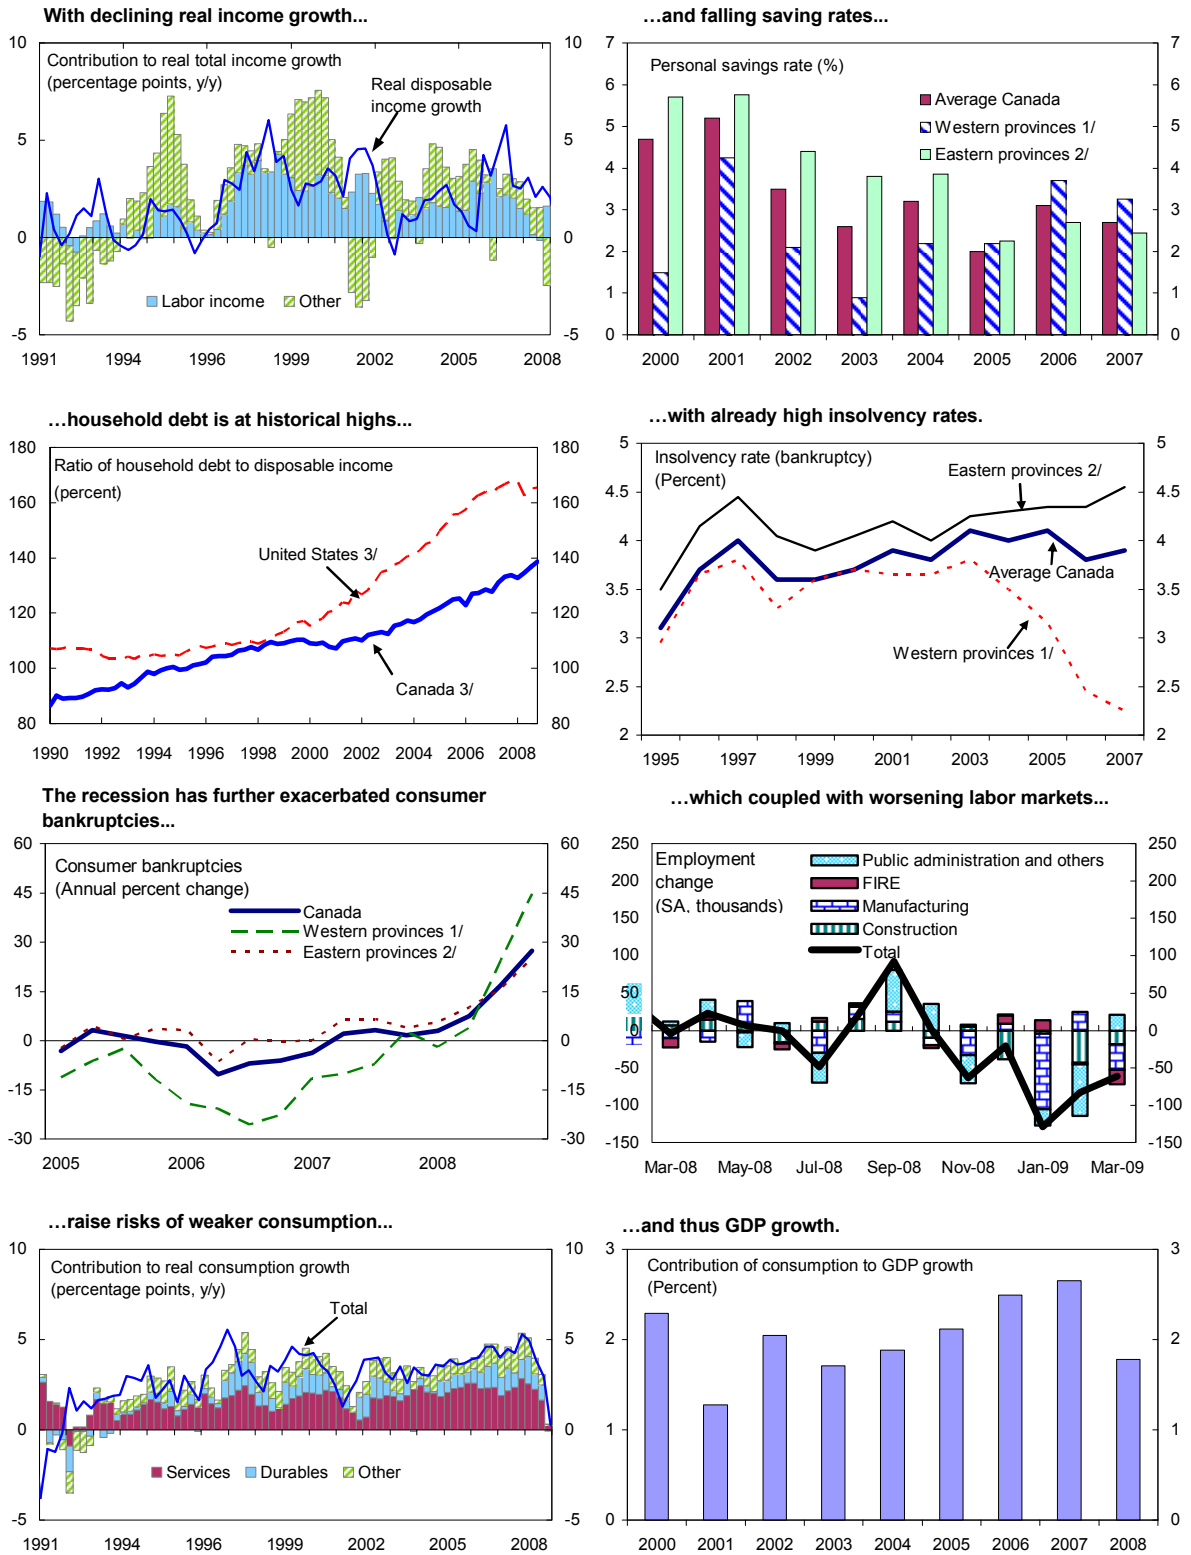 With declining real income growth...
10
5
0
-5
Contribution to real total income growth
(percentage points, y/y)
Real disposable
income growth
Labor income
Other
10
5
0
-5
1991 1994 1996 1999 2002 2005 2008
…and falling saving rates...
7
6
5
4
3
2
1
0
Personal savings rate (%)
Average Canada
Western provinces 1/
Eastern provinces 2/
7
6
5
4
3
2
1
0
2000 2001 2002 2003 2004 2005 2006 2007
…household debt is at historical highs...
180
160
140
120
100
80
Ratio of household debt to disposable income
(percent)
United States 3/
Canada 3/
180
160
140
120
100
80
1990 1992 1994 1996 1998 2000 2002 2004 2006 2008
…with already high insolvency rates.
5
4.5
4
3.5
3
2.5
2
Insolvency rate (bankruptcy)
(Percent)
Eastern provinces 2/
Average Canada
Western provinces 1/
5
4.5
4
3.5
3
2.5
2
1995 1997 1999 2001 2003 2005 2007
The recession has further exacerbated consumer
bankruptcies...
60
45
30
15
0
-15
-30
Consumer bankruptcies
(Annual percent change)
Canada
Western provinces 1/
Eastern provinces 2/
60
45
30
15
0
-15
-30
2005 2006 2007 2008
…which coupled with worsening labor markets...
250
200
150
100
50
0
-50
-100
-150
Employment
change
(SA, thousands)
Public administration and others
FIRE
Manufacturing
Construction
Total
250
200
150
100
50
0
-50
-100
-150
Mar-08 May-08 Jul-08 Sep-08 Nov-08 Jan-09 Mar-09
…raise risks of weaker consumption...
10
5
0
-5
Contribution to real consumption growth
(percentage points, y/y)
Total
Services
Durables
Other
10
5
0
-5
1991 1994 1996 1999 2002 2005 2008
…and thus GDP growth.
3
2
1
0
Contribution of consumption to GDP growth
(Percent)
3
2
1
0
2000 2001 2002 2003 2004 2005 2006 2007 2008